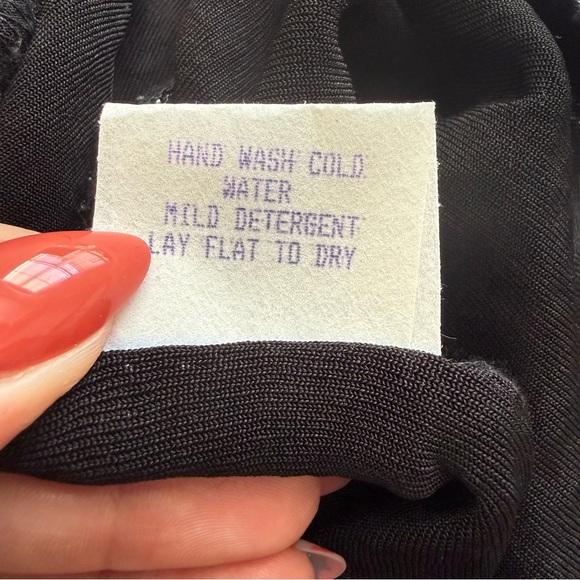 HAND WASH COLD
WATER
MILD DETERGENT
LAY FLAT TO DRY